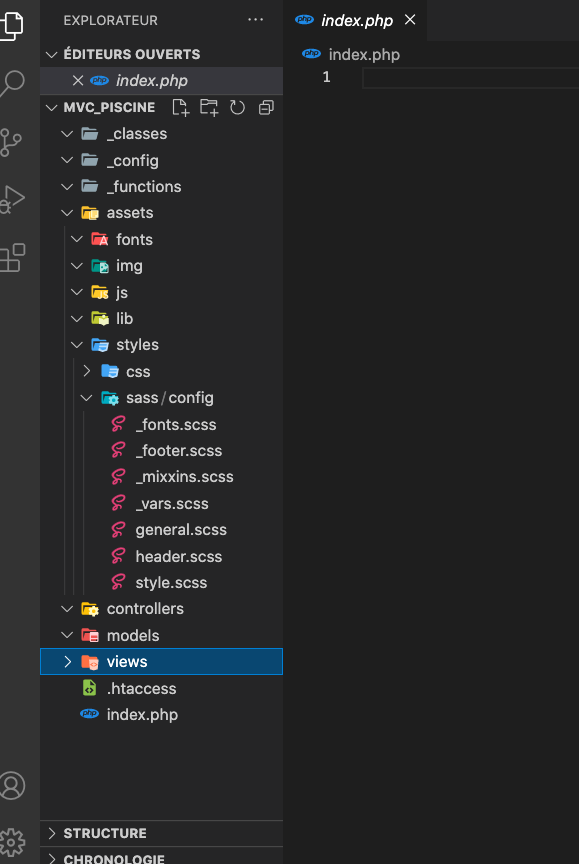 EXPLORATEUR
ÉDITEURS OUVERTS
index.php
MVC_PISCINE
_classes
_config
_functions
assets
fonts
img
js
lib
styles
css
sass/config
_fonts.scss
_footer.scss
_mixxins.scss
_vars.scss
general.scss
header.scss
style.scss
controllers
models
views
.htaccess
index.php
STRUCTURE
CHRONOLOGIE
index.php
index.php
1